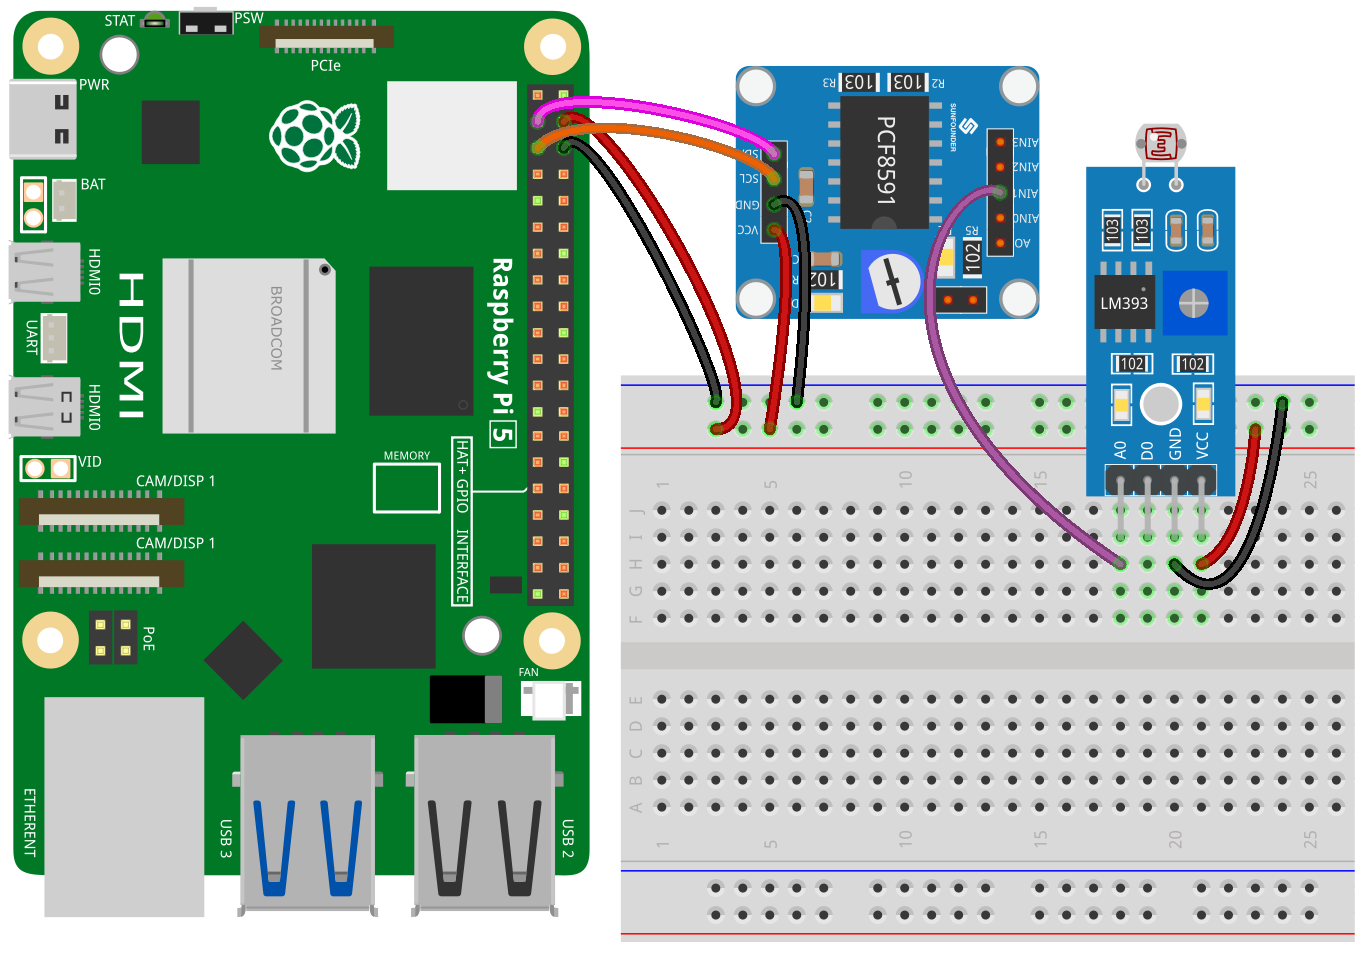 STAT
PSW
PCIe
PWR
BAT
HDMI0
HDMI
UART
HDMI0
VID
BROADCOM
Raspberry Pi 5
MEMORY
HAT+ GPIO INTERFACE
CAM/DISP 1
CAM/DISP 1
PoE
FAN
ETHERENT
USB 3
USB 2
R3
103
103
R2
PCF8591
SUNFOUNDER
SDA
SCL
GND
VCC
AIN3
AIN2
AIN1
AIN0
AO
R5
102
102
103
103
LM393
102
102
A0
D0
GND
VCC
1
5
10
15
25
J
I
H
G
F
E
D
C
B
A
1
5
10
15
20
25